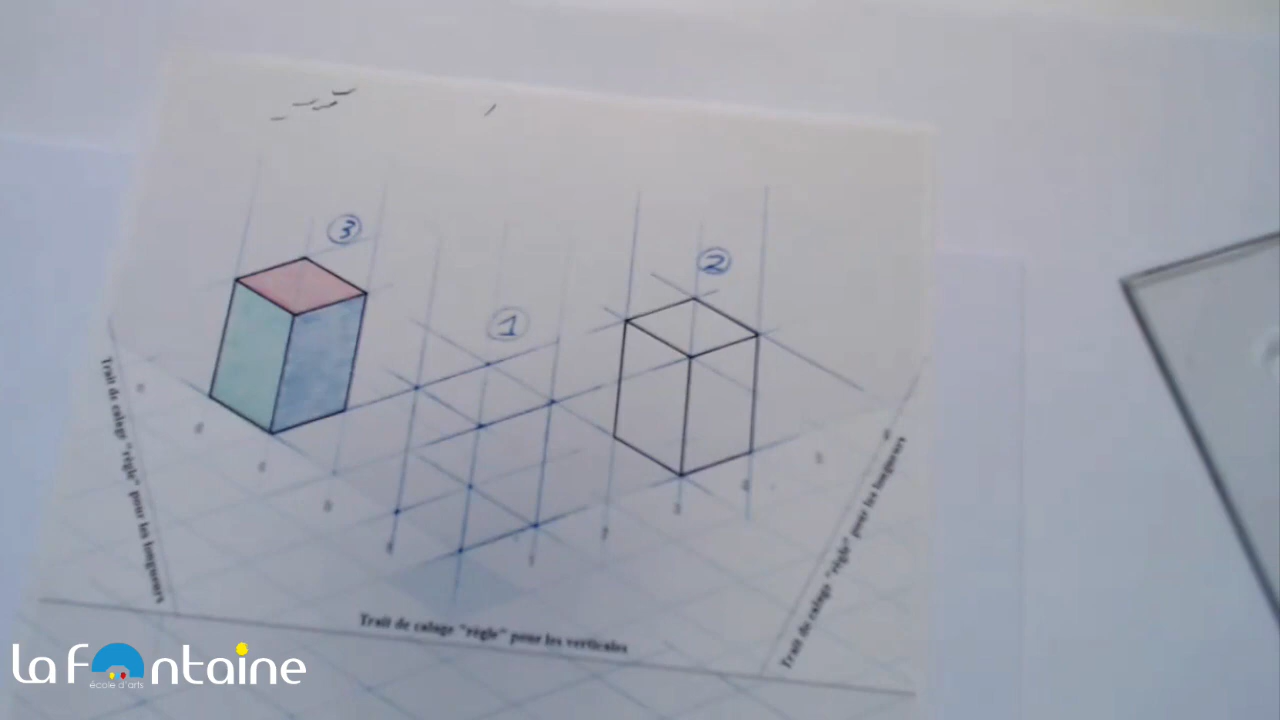 3
2
1
Trait de calage "règle" pour les longueurs
Trait de calage "règle" pour les verticales
Trait de calage "règle" pour les longueurs
La Fontaine
école d'arts